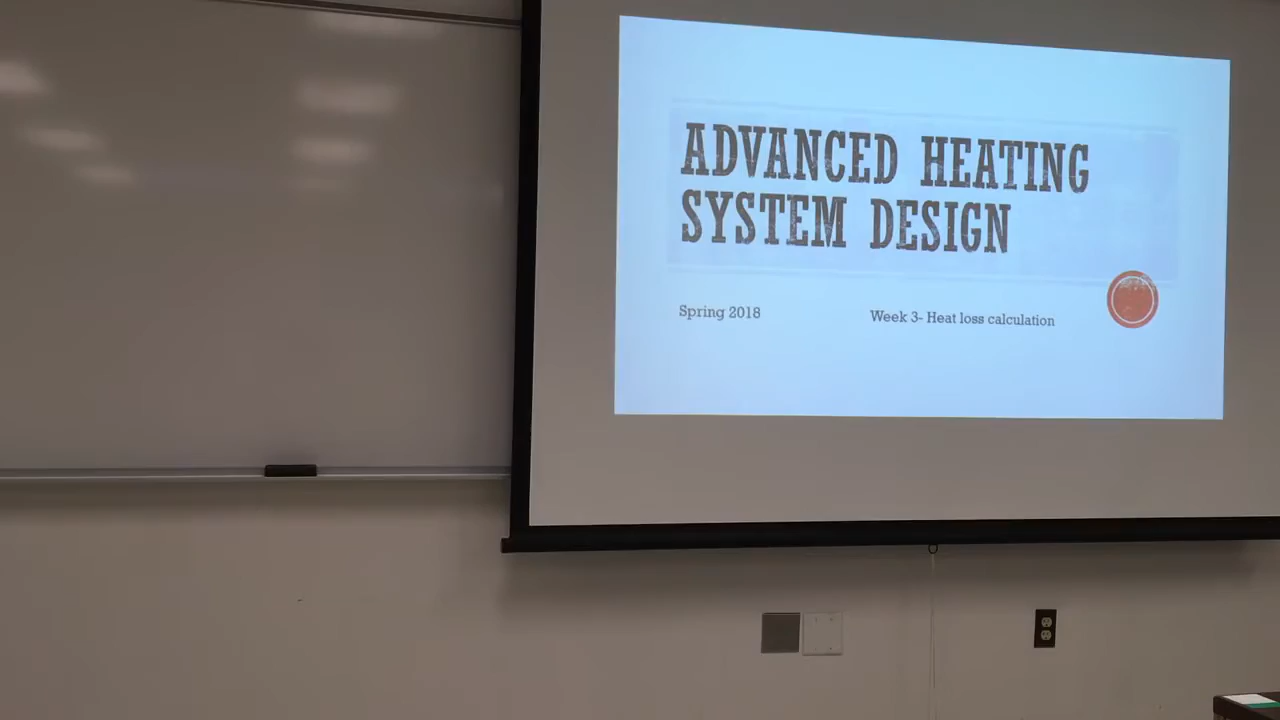 ADVANCED HEATING
SYSTEM DESIGN
Spring 2018 Week 3- Heat loss calculation